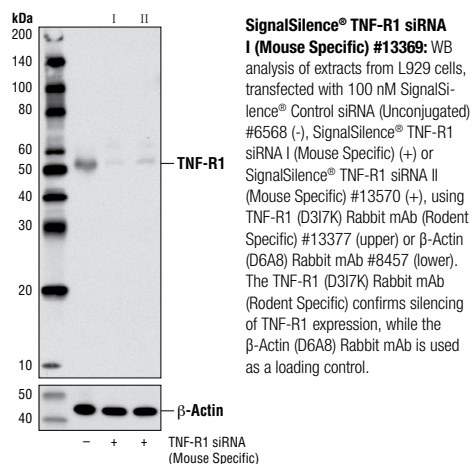 kDa I II
200
140
100
80
60
50
40
30
20
10
TNF-R1
50
40
β-Actin
– + + TNF-R1 siRNA
(Mouse Specific)
SignalSilence® TNF-R1 siRNA
I (Mouse Specific) #13369: WB
analysis of extracts from L929 cells,
transfected with 100 nM SignalSi-
lence® Control siRNA (Unconjugated)
#6568 (-), SignalSilence® TNF-R1
siRNA I (Mouse Specific) (+) or
SignalSilence® TNF-R1 siRNA II
(Mouse Specific) #13570 (+), using
TNF-R1 (D3I7K) Rabbit mAb (Rodent
Specific) #13377 (upper) or β-Actin
(D6A8) Rabbit mAb #8457 (lower).
The TNF-R1 (D3I7K) Rabbit mAb
(Rodent Specific) confirms silencing
of TNF-R1 expression, while the
β-Actin (D6A8) Rabbit mAb is used
as a loading control.